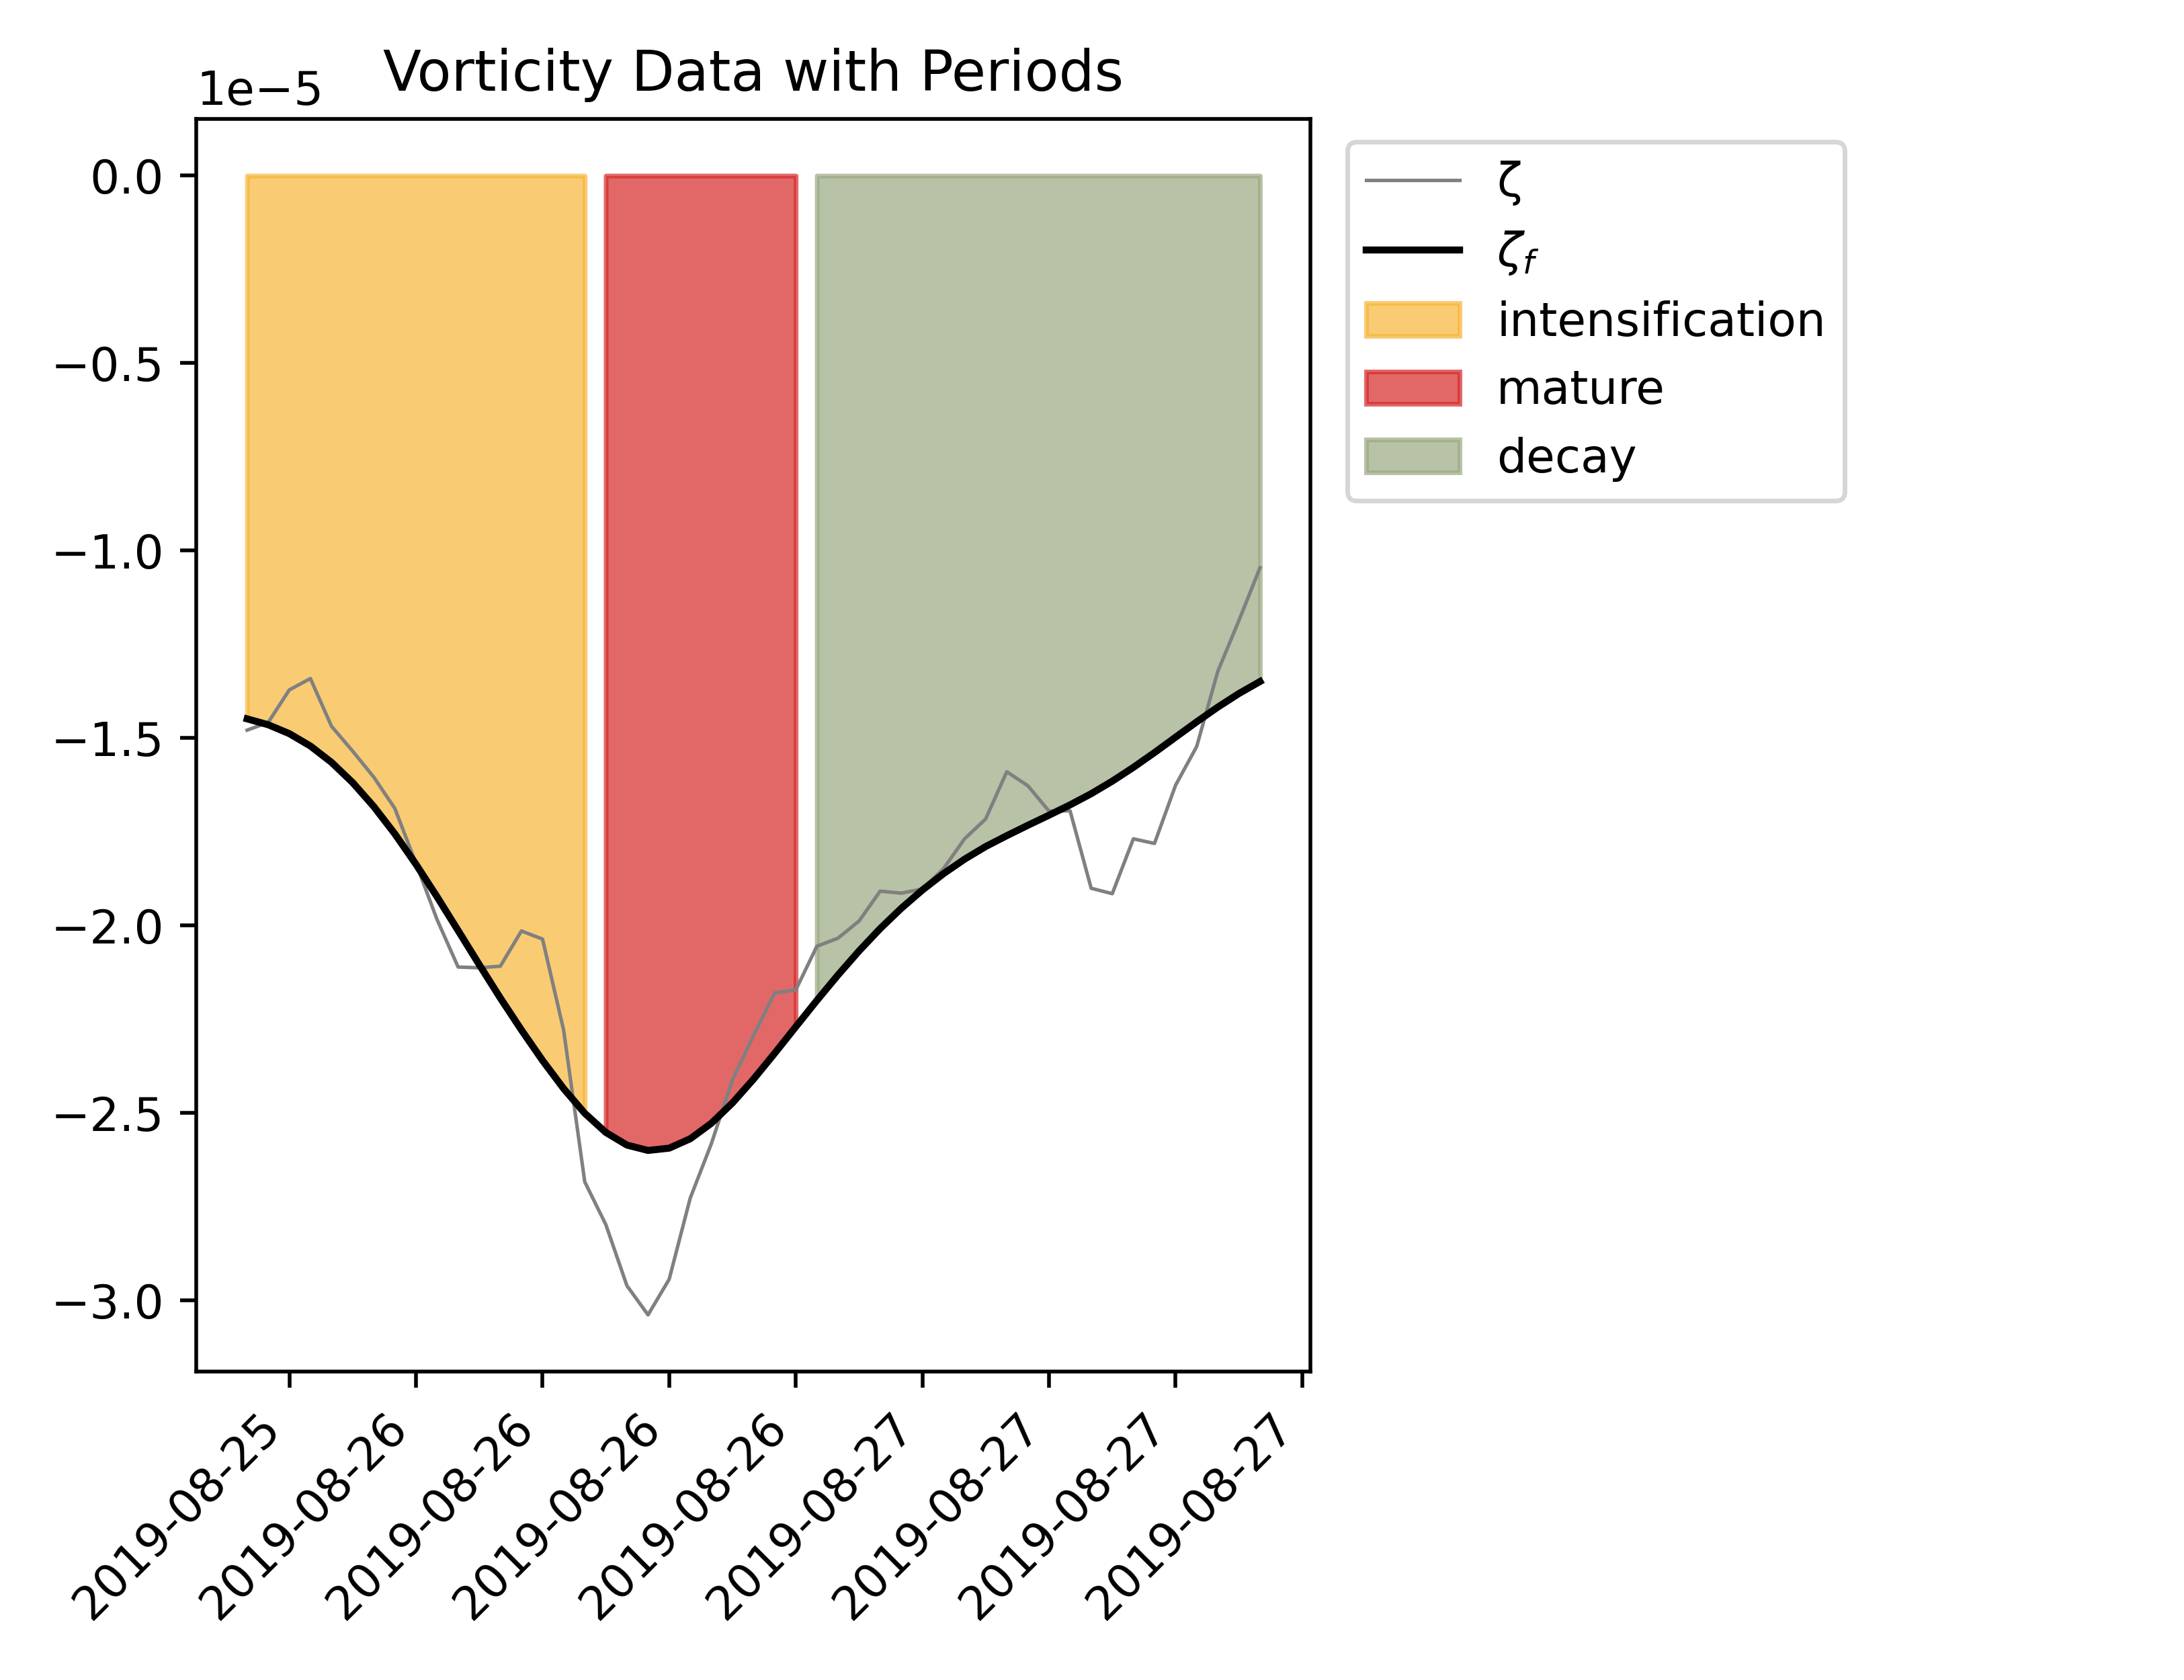 Vorticity Data with Periods
1e−5
0.0
−0.5
−1.0
−1.5
−2.0
−2.5
−3.0
2019-08-25
2019-08-26
2019-08-26
2019-08-26
2019-08-26
2019-08-27
2019-08-27
2019-08-27
2019-08-27
ζ
ζf
intensification
mature
decay